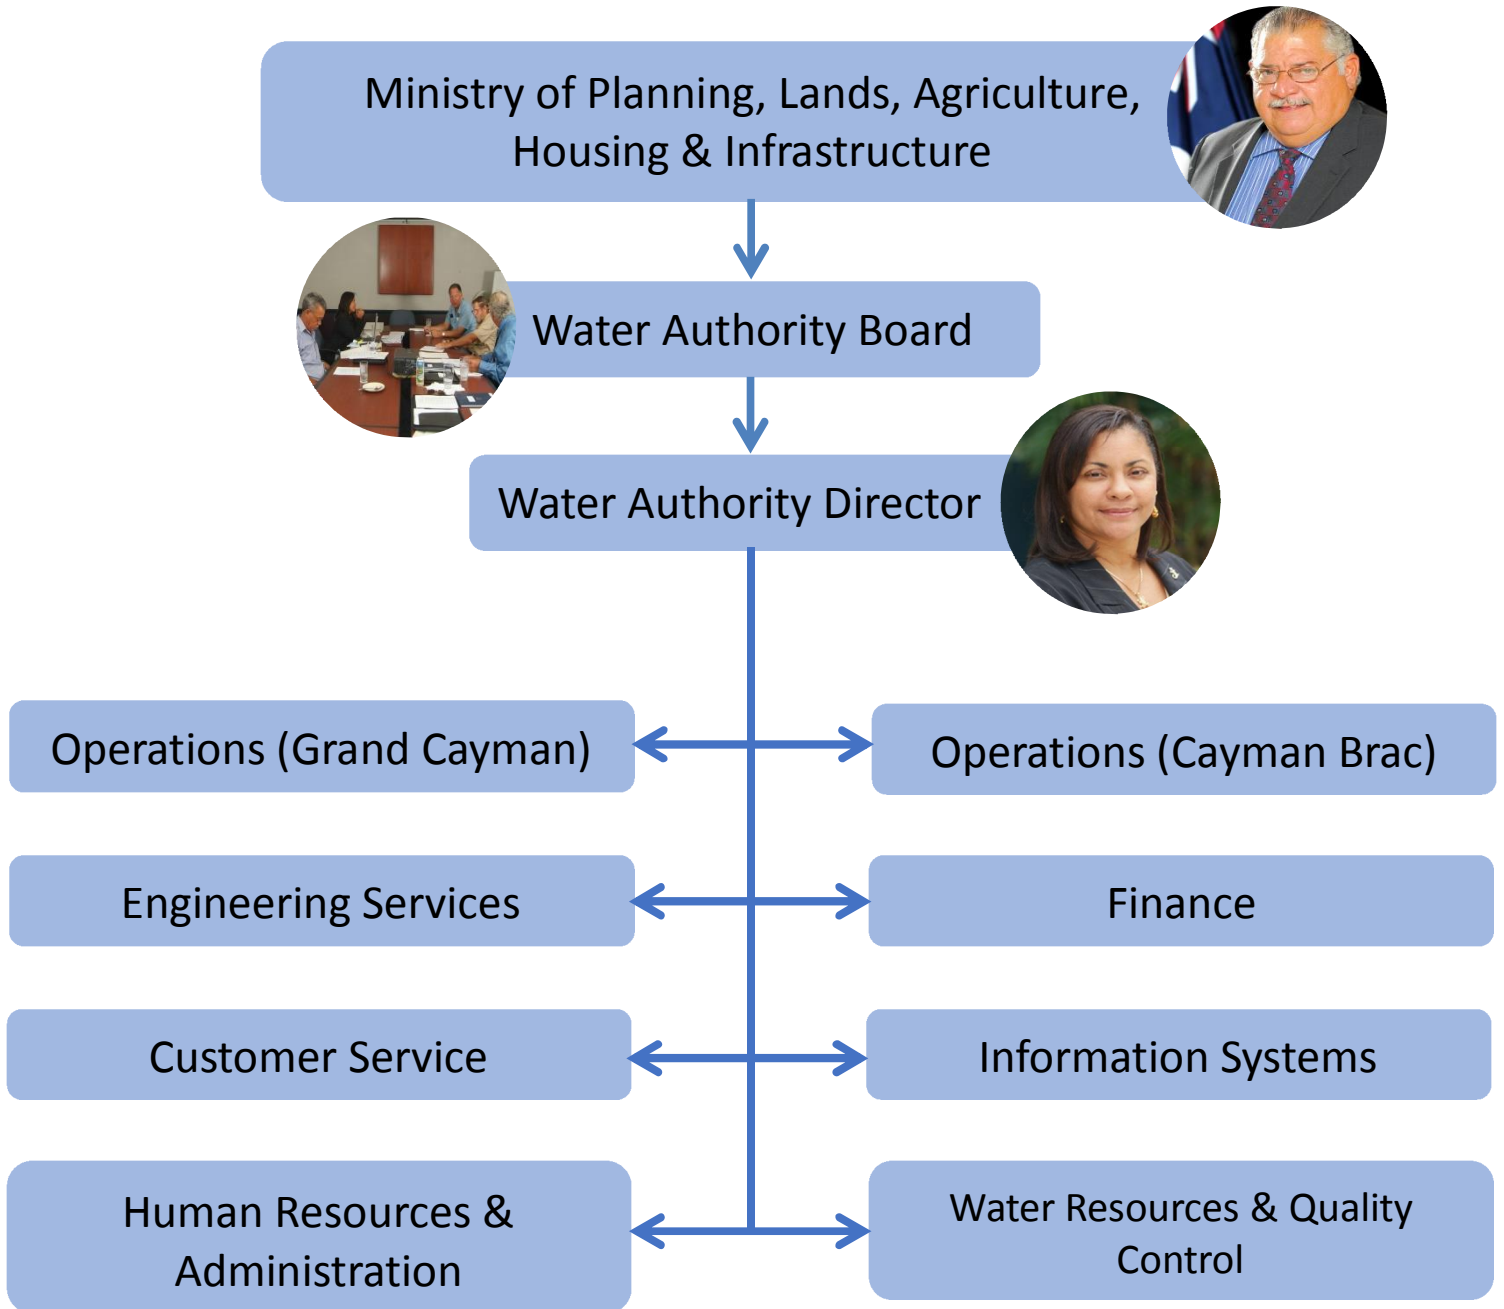 Ministry of Planning, Lands, Agriculture,
Housing & Infrastructure
Water Authority Board
Water Authority Director
Operations (Grand Cayman)
Operations (Cayman Brac)
Engineering Services
Finance
Customer Service
Information Systems
Human Resources &
Administration
Water Resources & Quality
Control